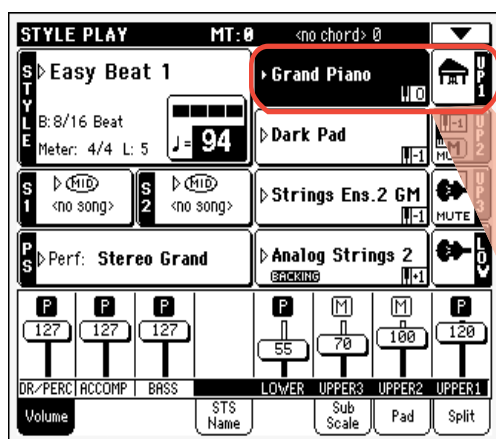 STYLE PLAY MT:0 <no chord> 0
STYLE
Easy Beat 1
B:8/16 Beat
Meter: 4/4 L: 5
♩= 94
Grand Piano
0
UP1
Dark Pad
-1
-1
M
UP2
S1
MID
<no song>
S2
MID
<no song>
Strings Ens.2 GM
-1
MUTE
UP3
PS
Perf: Stereo Grand
Analog Strings 2
BACKING
+1
LOW
P P P P M M P
127 127 127 55 70 100 120
DR/PERC ACCOMP BASS LOWER UPPER3 UPPER2 UPPER1
Volume
STS Name
Sub Scale
Pad
Split